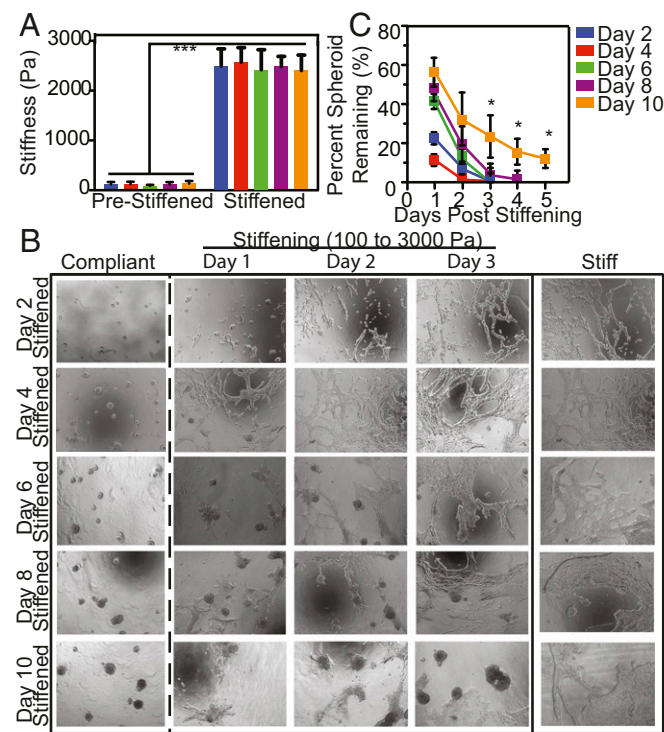 A
Stiffness (Pa)
3000
2000
1000
0
***
Pre-Stiffened
Stiffened
C
Percent Spheroid
Remaining (%)
80
60
40
20
0
*
*
*
0
1
2
3
4
5
Days Post Stiffening
Day 2
Day 4
Day 6
Day 8
Day 10
B
Stiffening (100 to 3000 Pa)
Compliant
Day 1
Day 2
Day 3
Stiff
Day 2
Stiffened
Day 4
Stiffened
Day 6
Stiffened
Day 8
Stiffened
Day 10
Stiffened